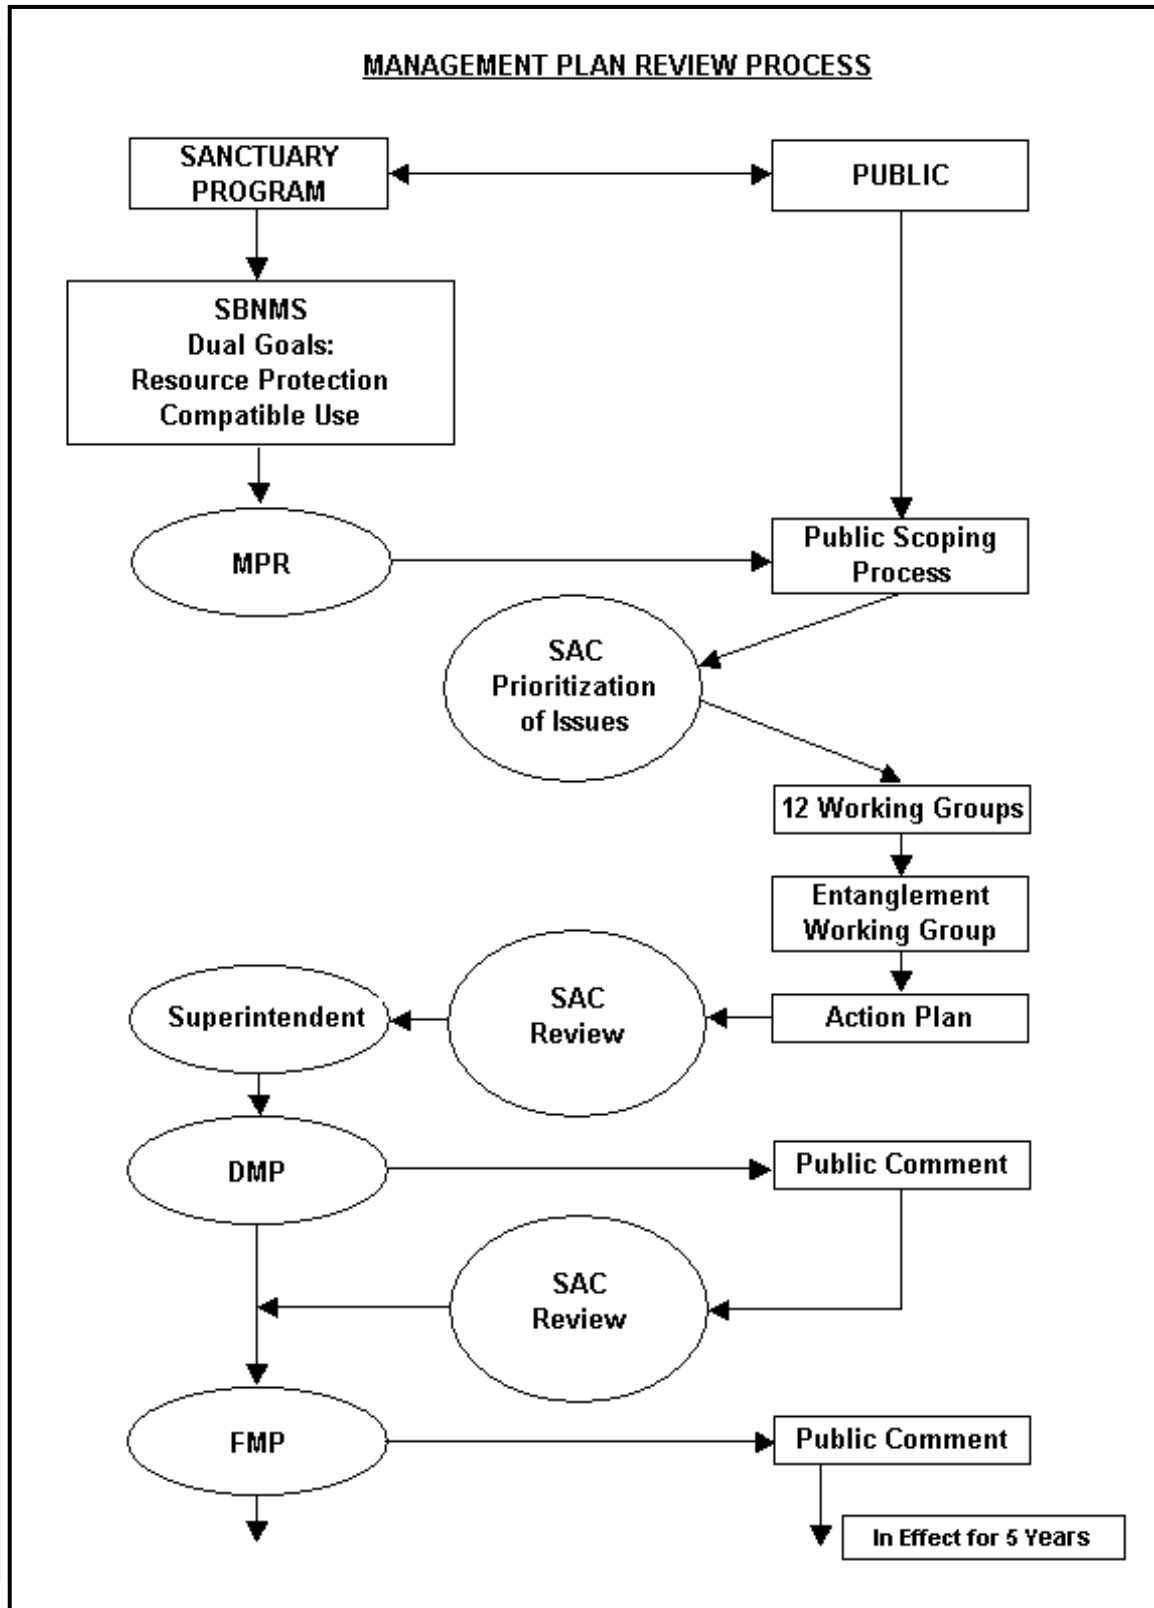 MANAGEMENT PLAN REVIEW PROCESS
SANCTUARY
PROGRAM
PUBLIC
SBNMS
Dual Goals:
Resource Protection
Compatible Use
MPR
Public Scoping
Process
SAC
Prioritization
of Issues
12 Working Groups
Entanglement
Working Group
Action Plan
SAC
Review
Superintendent
DMP
Public Comment
SAC
Review
FMP
Public Comment
In Effect for 5 Years